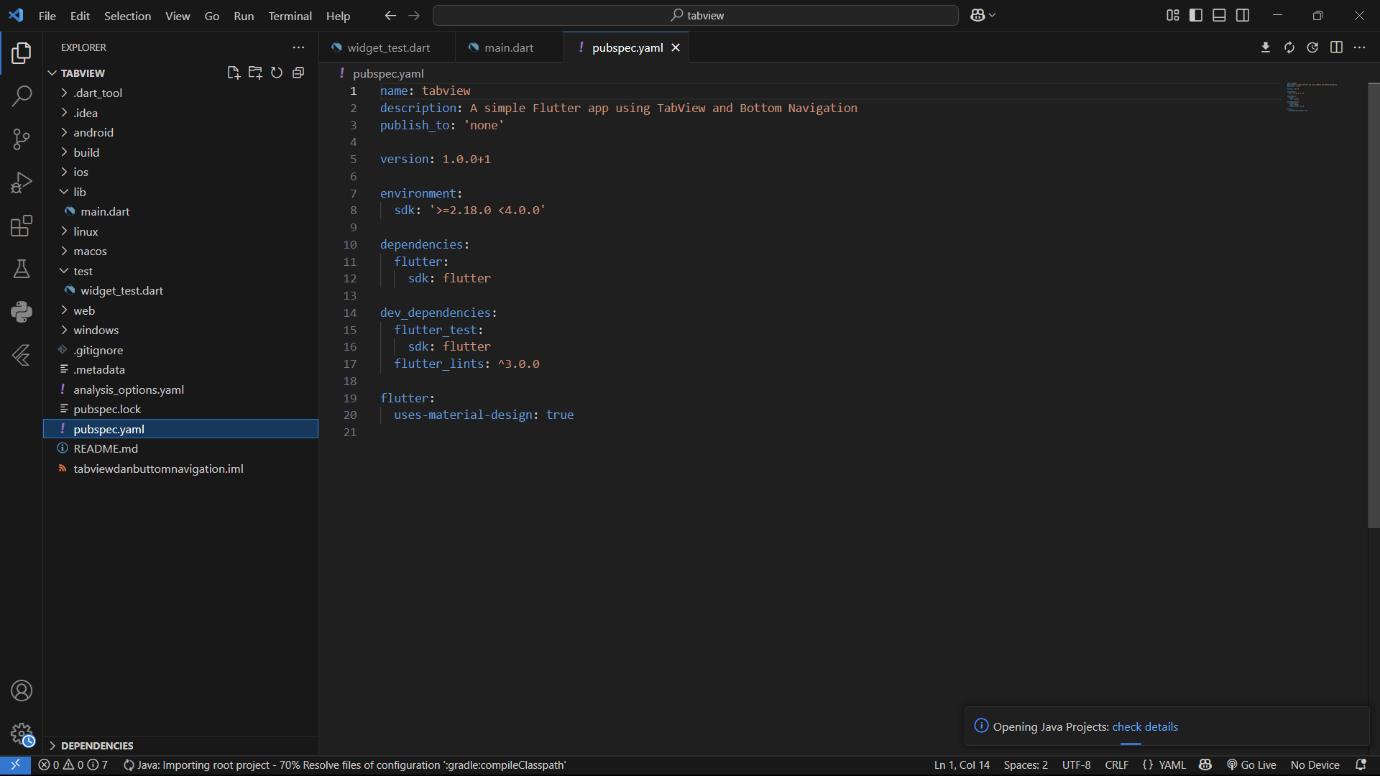 File Edit Selection View Go Run Terminal Help
tabview
EXPLORER
TABVIEW
.dart_tool
.idea
android
build
ios
lib
main.dart
linux
macos
test
widget_test.dart
web
windows
.gitignore
.metadata
analysis_options.yaml
pubspec.lock
pubspec.yaml
README.md
tabviewdanbuttomnavigation.iml
DEPENDENCIES
widget_test.dart main.dart pubspec.yaml
pubspec.yaml
1 name: tabview
2 description: A simple Flutter app using TabView and Bottom Navigation
3 publish_to: 'none'
4
5 version: 1.0.0+1
6
7 environment:
8 sdk: '>=2.18.0 <4.0.0'
9
10 dependencies:
11 flutter:
12 sdk: flutter
13
14 dev_dependencies:
15 flutter_test:
16 sdk: flutter
17 flutter_lints: ^3.0.0
18
19 flutter:
20 uses-material-design: true
21
Opening Java Projects: check details
0 0 7 Java: Importing root project - 70% Resolve files of configuration ':gradle:compileClasspath' Ln 1, Col 14 Spaces: 2 UTF-8 CRLF {} YAML Go Live No Device